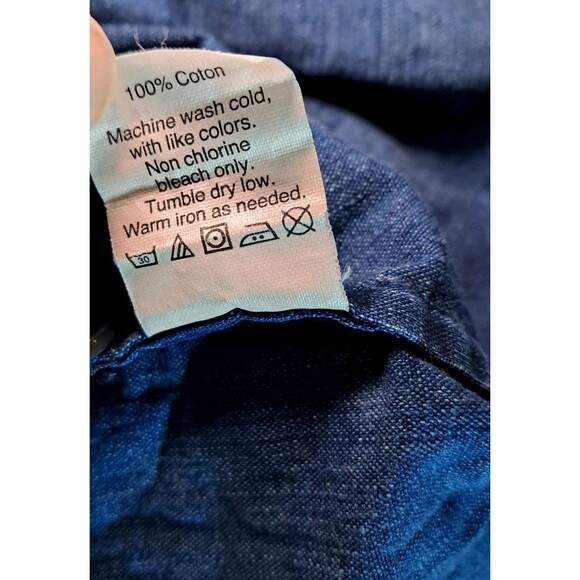 100% Coton
Machine wash cold,
with like colors.
Non chlorine
bleach only.
Tumble dry low.
Warm iron as needed.
30